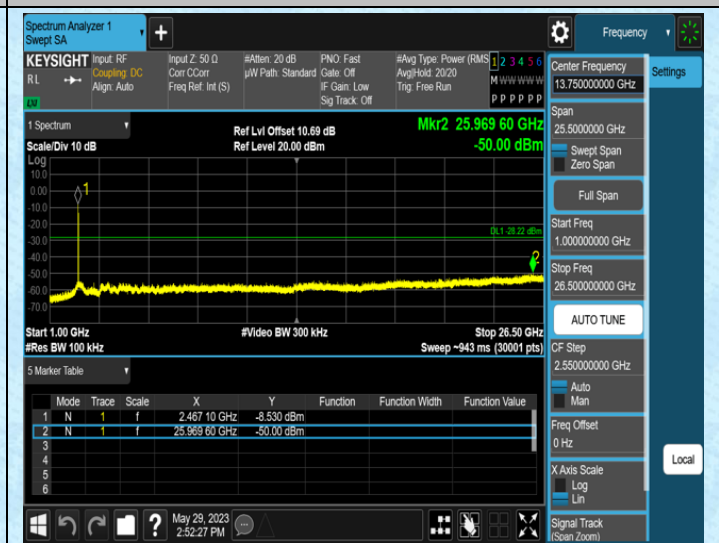 Spectrum Analyzer 1
Swept SA
Frequency
KEYSIGHT
RL
LXI
Input: RF
Coupling: DC
Align: Auto
Input Z: 50 Ω
Corr CCorr
Freq Ref: Int (S)
#Atten: 20 dB
µW Path: Standard
PNO: Fast
Gate: Off
IF Gain: Low
Sig Track: Off
#Avg Type: Power (RMS
Avg|Hold: 20/20
Trig: Free Run
1 2 3 4 5 6
M W W W W W
P P P P P P
1 Spectrum
Scale/Div 10 dB
Ref Lvl Offset 10.69 dB
Ref Level 20.00 dBm
Mkr2 25.969 60 GHz
-50.00 dBm
Log
10.0
0.00
-10.0
-20.0
-30.0
-40.0
-50.0
-60.0
-70.0
1
2
DL1 -28.22 dBm
Start 1.00 GHz
#Res BW 100 kHz
#Video BW 300 kHz
Stop 26.50 GHz
Sweep ~943 ms (30001 pts)
5 Marker Table
Mode Trace Scale X Y Function Function Width Function Value
1 N 1 f 2.467 10 GHz -8.530 dBm
2 N 1 f 25.969 60 GHz -50.00 dBm
3
4
5
6
May 29, 2023
2:52:27 PM
Center Frequency
13.750000000 GHz
Span
25.5000000 GHz
Swept Span
Zero Span
Full Span
Start Freq
1.000000000 GHz
Stop Freq
26.500000000 GHz
AUTO TUNE
CF Step
2.550000000 GHz
Auto
Man
Freq Offset
0 Hz
X Axis Scale
Log
Lin
Signal Track
(Span Zoom)
Settings
Local